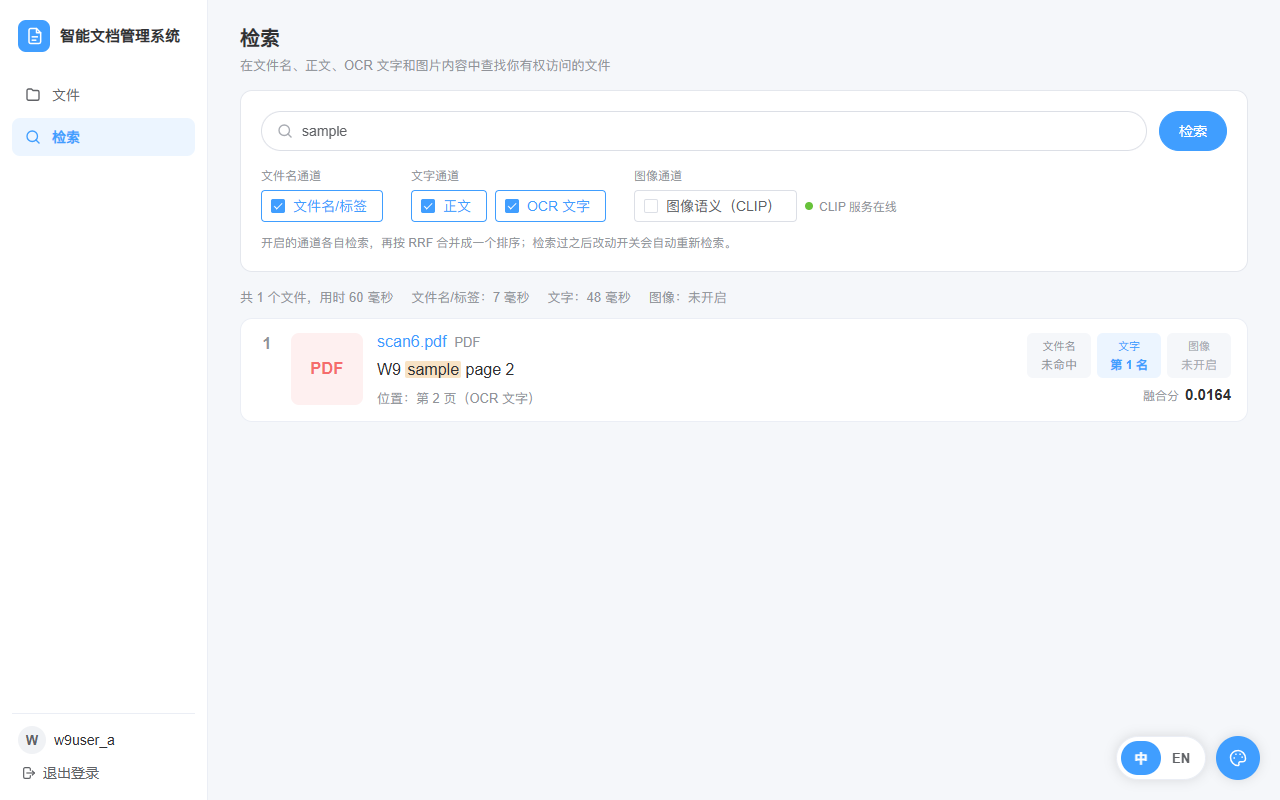 智能文档管理系统
文件
检索
检索
在文件名、正文、OCR 文字和图片内容中查找你有权访问的文件
sample
检索
文件名通道
文字通道
图像通道
文件名/标签
正文
OCR 文字
图像语义（CLIP）
CLIP 服务在线
开启的通道各自检索，再按 RRF 合并成一个排序；检索过之后改动开关会自动重新检索。
共 1 个文件，用时 60 毫秒 文件名/标签：7 毫秒 文字：48 毫秒 图像：未开启
1
PDF
scan6.pdf PDF
W9 sample page 2
位置：第 2 页（OCR 文字）
文件名
未命中
文字
第 1 名
图像
未开启
融合分 0.0164
W
w9user_a
退出登录
中
EN